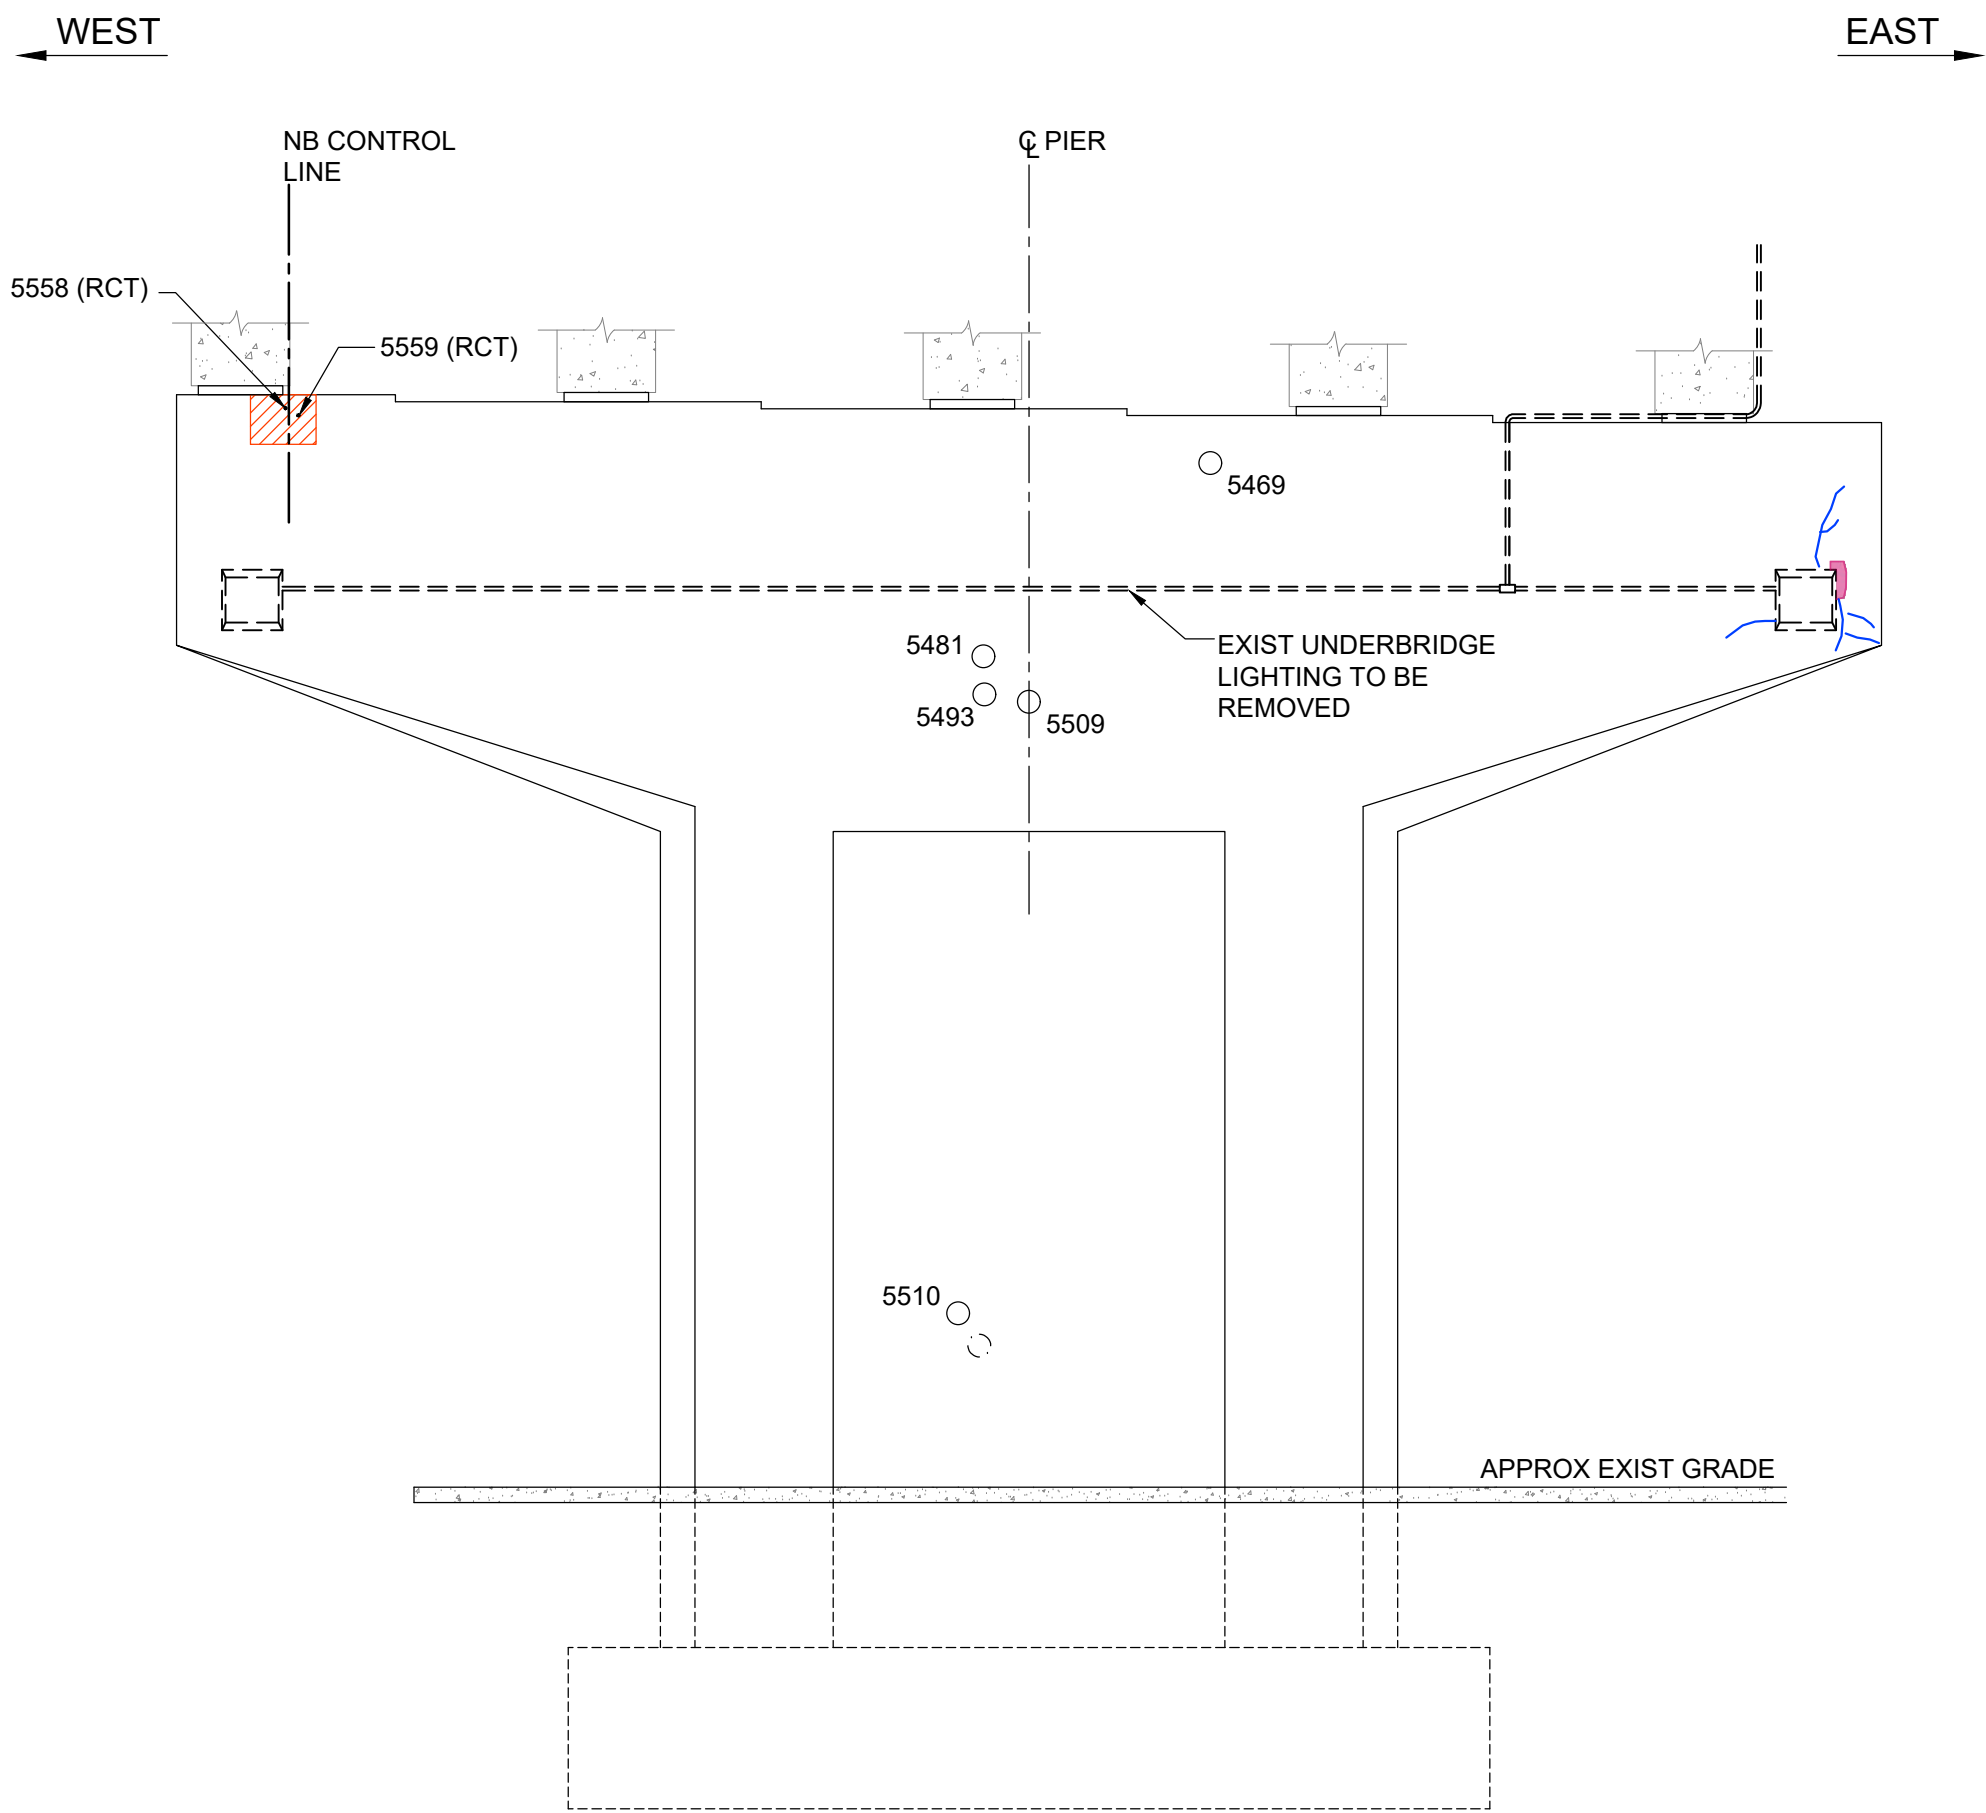 WEST
EAST
NB CONTROL
LINE
℄ PIER
5558 (RCT)
5559 (RCT)
5469
5481
5493
5509
EXIST UNDERBRIDGE
LIGHTING TO BE
REMOVED
5510
APPROX EXIST GRADE